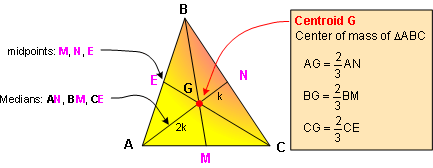 B
midpoints: M, N, E
E
N
Medians: AN, BM, CE
G
k
2k
A
M
C
Centroid G
Center of mass of ΔABC
AG = 2/3 AN
BG = 2/3 BM
CG = 2/3 CE